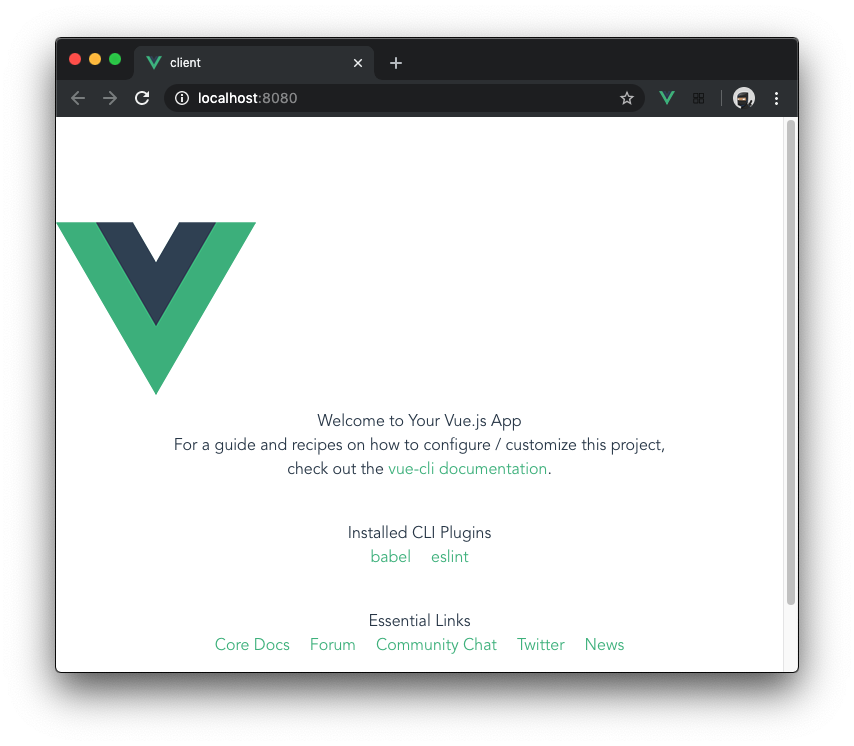 client
localhost:8080
Welcome to Your Vue.js App
For a guide and recipes on how to configure / customize this project,
check out the vue-cli documentation.
Installed CLI Plugins
babel eslint
Essential Links
Core Docs Forum Community Chat Twitter News